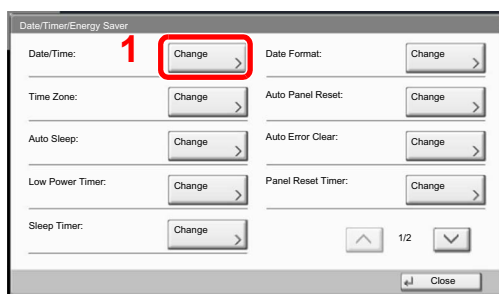 Date/Timer/Energy Saver
Date/Time: 1 Change Date Format: Change
Time Zone: Change Auto Panel Reset: Change
Auto Sleep: Change Auto Error Clear: Change
Low Power Timer: Change Panel Reset Timer: Change
Sleep Timer: Change 1/2
Close